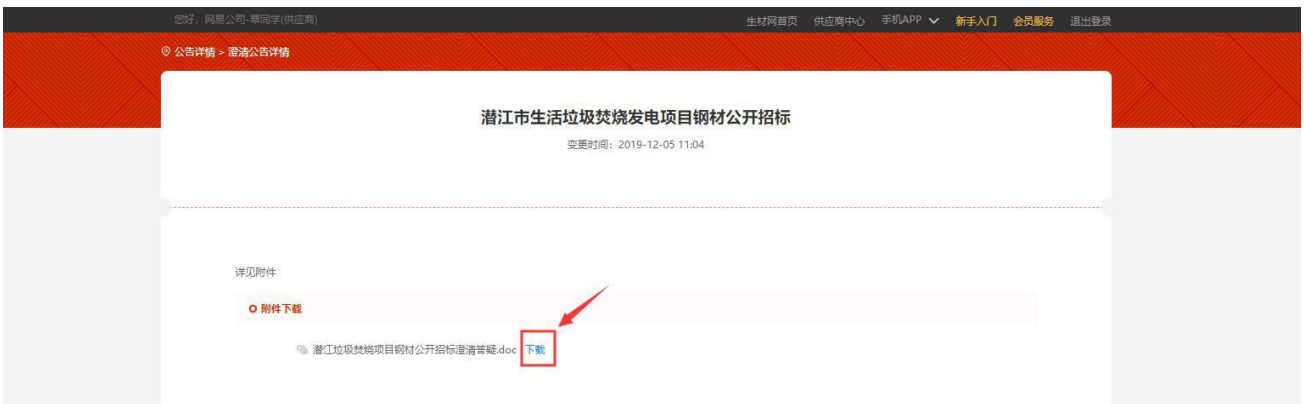 您好，网易公司-覃同学(供应商) 生材网首页 供应商中心 手机APP 新手入门 会员服务 退出登录
公告详情 > 澄清公告详情
潜江市生活垃圾焚烧发电项目钢材公开招标
变更时间：2019-12-05 11:04
详见附件
附件下载
潜江垃圾焚烧项目钢材公开招标澄清答疑.doc 下载